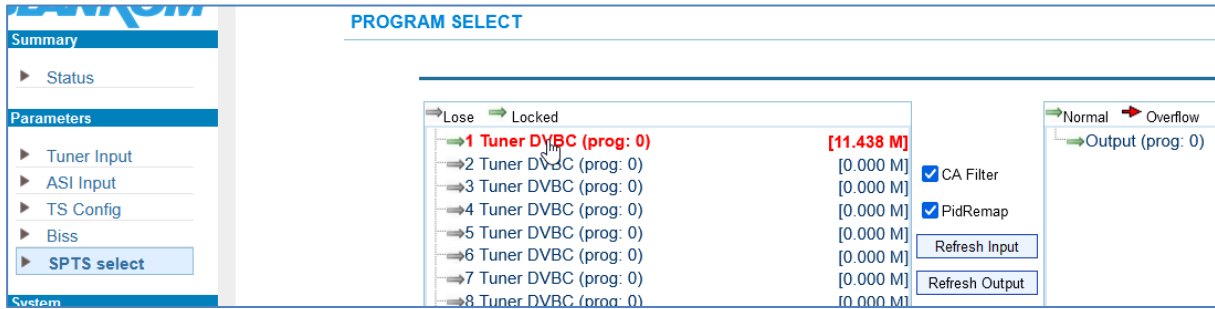 PROGRAM SELECT
Summary
Status
Parameters
Tuner Input
ASI Input
TS Config
Biss
SPTS select
System
Lose Locked
1 Tuner DVBC (prog: 0) [11.438 M]
2 Tuner DVBC (prog: 0) [0.000 M]
3 Tuner DVBC (prog: 0) [0.000 M]
4 Tuner DVBC (prog: 0) [0.000 M]
5 Tuner DVBC (prog: 0) [0.000 M]
6 Tuner DVBC (prog: 0) [0.000 M]
7 Tuner DVBC (prog: 0) [0.000 M]
8 Tuner DVBC (prog: 0) [0.000 M]
CA Filter
PidRemap
Refresh Input
Refresh Output
Normal Overflow
Output (prog: 0)